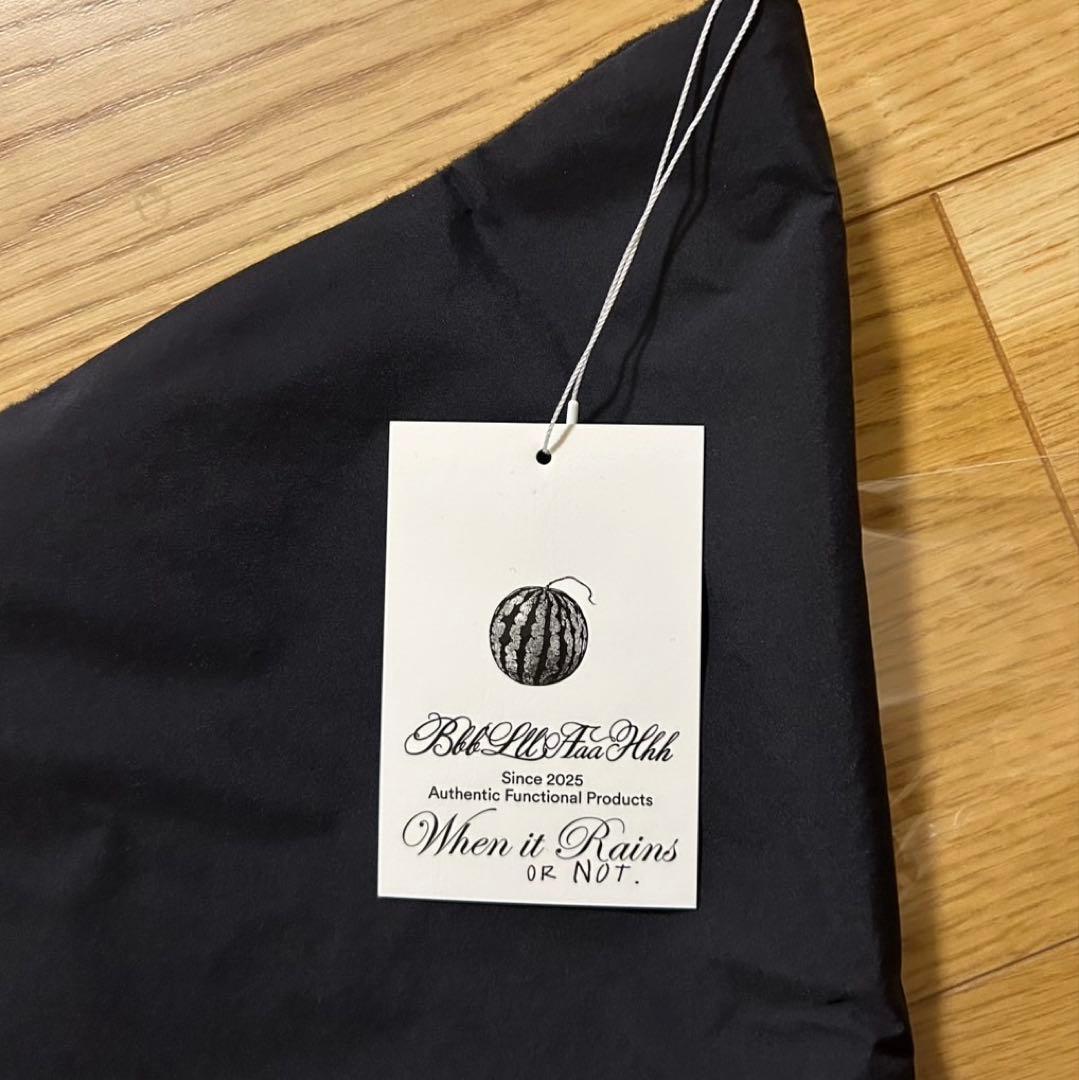 BbbLllAaaHhh
Since 2025
Authentic Functional Products
When it Rains
OR NOT.